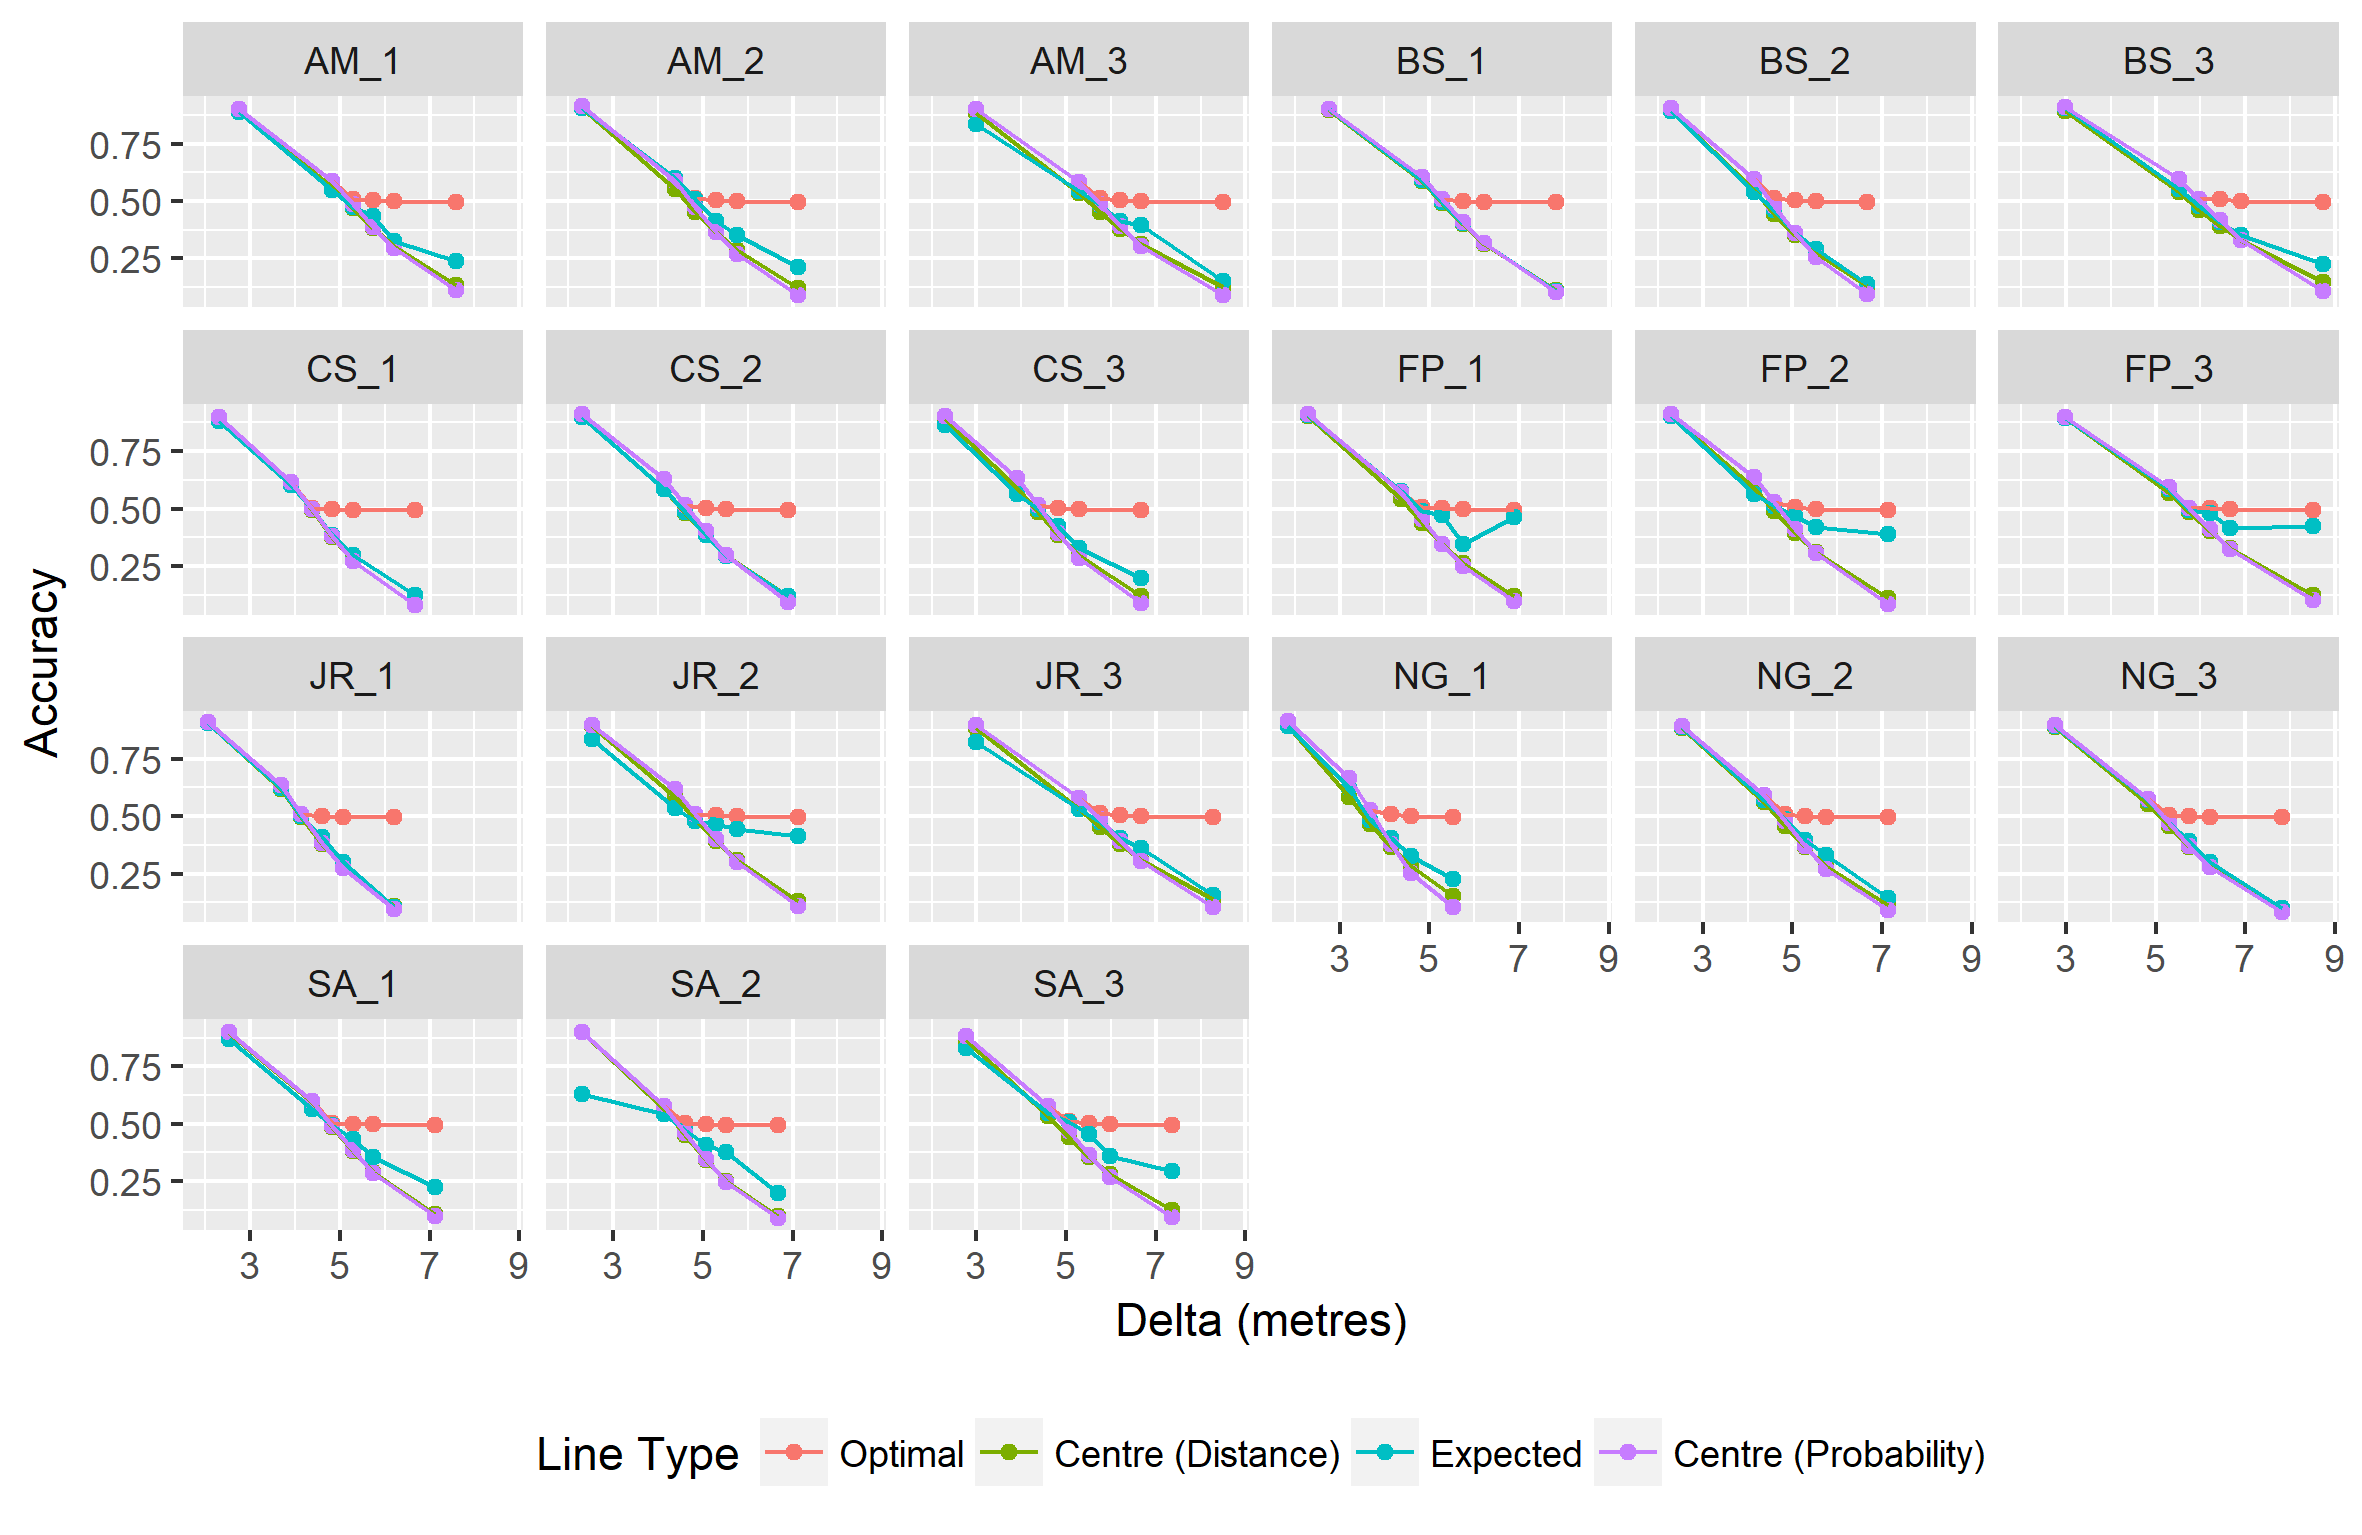 AM_1 AM_2 AM_3 BS_1 BS_2 BS_3
0.75
0.50
0.25
CS_1 CS_2 CS_3 FP_1 FP_2 FP_3
0.75
0.50
0.25
JR_1 JR_2 JR_3 NG_1 NG_2 NG_3
0.75
0.50
0.25
3 5 7 9 3 5 7 9 3 5 7 9
SA_1 SA_2 SA_3
0.75
0.50
0.25
3 5 7 9 3 5 7 9 3 5 7 9
Accuracy
Delta (metres)
Line Type Optimal Centre (Distance) Expected Centre (Probability)